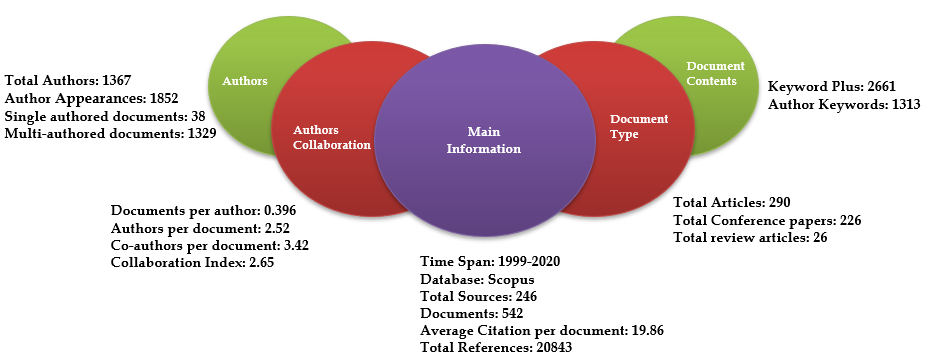 Authors
Total Authors: 1367
Author Appearances: 1852
Single authored documents: 38
Multi-authored documents: 1329
Authors
Collaboration
Documents per author: 0.396
Authors per document: 2.52
Co-authors per document: 3.42
Collaboration Index: 2.65
Main
Information
Time Span: 1999-2020
Database: Scopus
Total Sources: 246
Documents: 542
Average Citation per document: 19.86
Total References: 20843
Document
Type
Total Articles: 290
Total Conference papers: 226
Total review articles: 26
Document
Contents
Keyword Plus: 2661
Author Keywords: 1313